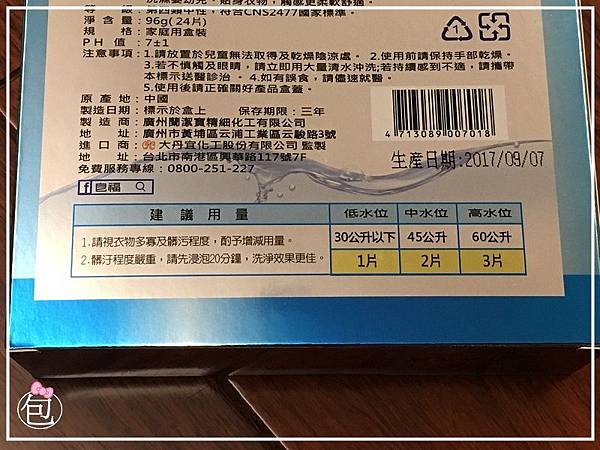 等 級:第四類中性,符合CNS2477國家標準。
淨含量:96g(24片)
規 格:家庭用盒裝
PH 值:7±1
注意事項:1.請放置於兒童無法取得及乾燥陰涼處。 2.使用前請保持手部乾燥。
3.若不慎觸及眼睛,請立即用大量清水沖洗;若持續感到不適,請攜帶
本標示送醫診治。 4.如有誤食,請儘速就醫。
5.使用後請正確關好產品盒蓋。
原產地:中國
製造日期:標示於盒上 保存期限:三年
製造商:廣州蘭潔寶精細化工有限公司
地 址:廣州市黃埔區云浦工業區云駿路3號
進口商:大丹宜化工股份有限公司 監製
地 址:台北市南港區興華路117號7F
免費服務專線:0800-251-227
4713089007018
生產日期:2017/09/07
f 皂福
建議用量 低水位 中水位 高水位
1.請視衣物多寡及髒污程度,酌予增減用量。 30公升以下 45公升 60公升
2.髒汙程度嚴重,請先浸泡20分鐘,洗淨效果更佳。 1片 2片 3片
包